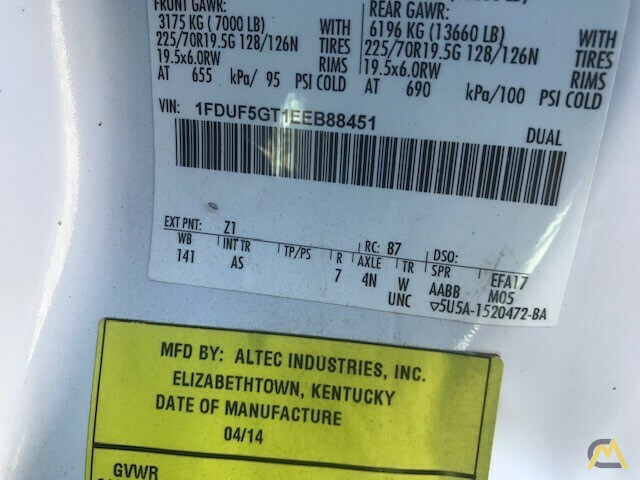 FRONT GAWR:
3175 KG ( 7000 LB) WITH
225/70R19.5G 128/126N TIRES
19.5x6.0RW RIMS
AT 655 kPa/ 95 PSI COLD
REAR GAWR:
6196 KG (13660 LB) WITH
225/70R19.5G 128/126N TIRES
19.5x6.0RW RIMS
AT 690 kPa/100 PSI COLD
VIN: 1FDUF5GT1EEB88451
DUAL
EXT PNT: Z1 RC: 87 DSO:
WB INT TR TP/PS R AXLE TR SPR EFA17
141 AS 7 4N W AABB M05
UNC ▽5U5A-1520472-BA
MFD BY: ALTEC INDUSTRIES, INC.
ELIZABETHTOWN, KENTUCKY
DATE OF MANUFACTURE
04/14
GVWR